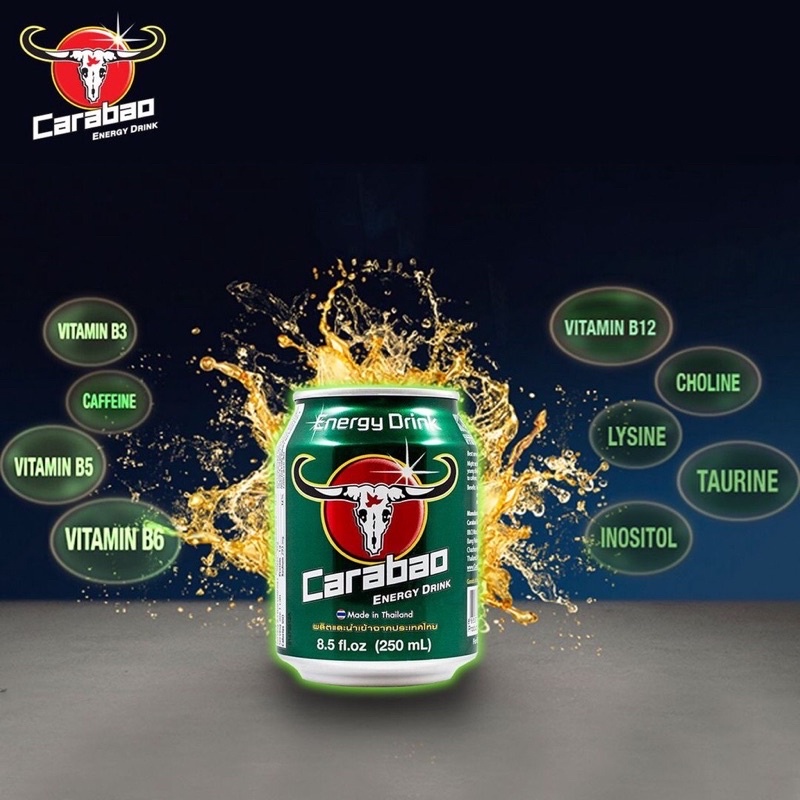 Carabao
ENERGY DRINK
VITAMIN B3
CAFFEINE
VITAMIN B5
VITAMIN B6
VITAMIN B12
CHOLINE
LYSINE
TAURINE
INOSITOL
Energy Drink
Carabao
ENERGY DRINK
Made in Thailand
ผลิตและนำเข้าจากประเทศไทย
8.5 fl.oz (250 mL)